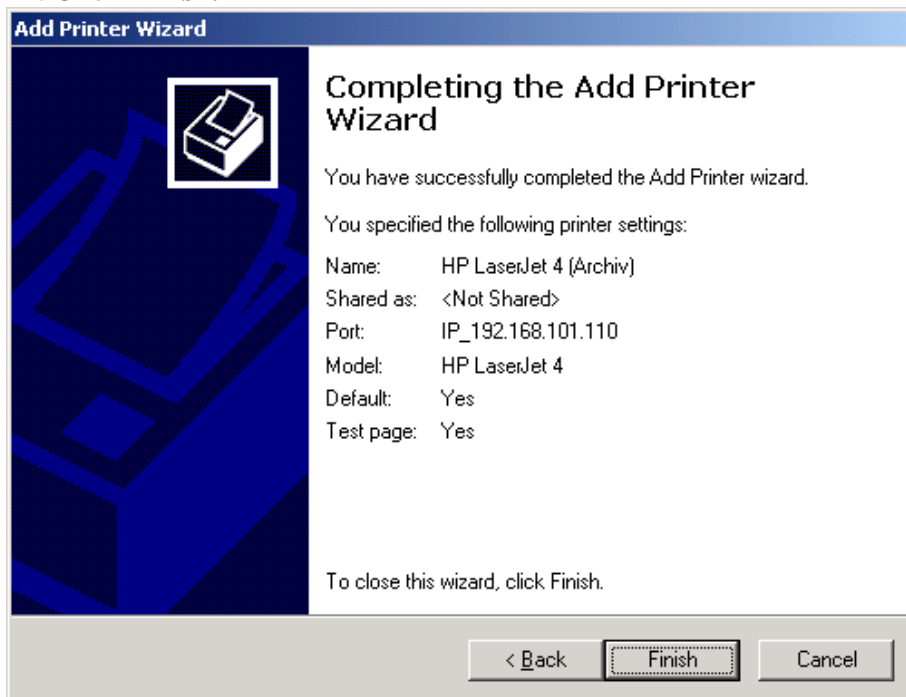 Add Printer Wizard
Completing the Add Printer
Wizard
You have successfully completed the Add Printer wizard.
You specified the following printer settings:
Name: HP LaserJet 4 (Archiv)
Shared as: <Not Shared>
Port: IP_192.168.101.110
Model: HP LaserJet 4
Default: Yes
Test page: Yes
To close this wizard, click Finish.
< Back Finish Cancel